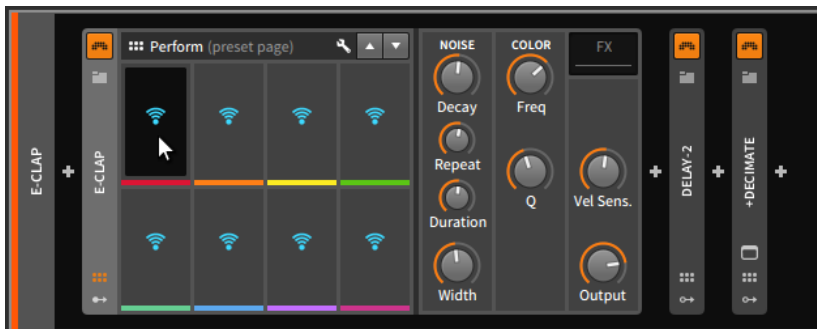 E-CLAP
E-CLAP
Perform (preset page)
NOISE
Decay
Repeat
Duration
Width
COLOR
Freq
Q
FX
Vel Sens.
Output
DELAY-2
+DECIMATE